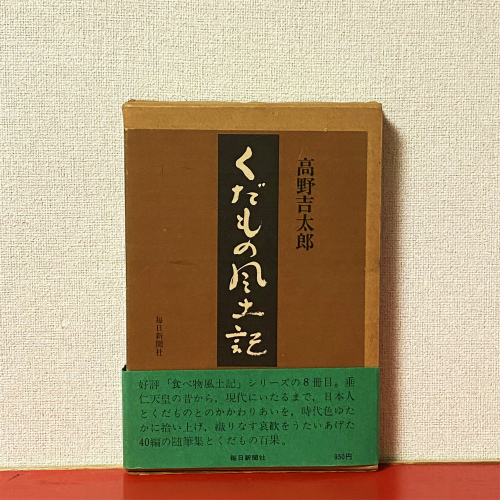 高野吉太郎
くだもの風土記
毎日新聞社
好評「食べ物風土記」シリーズの8冊目。垂
仁天皇の昔から，現代にいたるまで，日本人
とくだものとのかかわりあいを，時代色ゆた
かに拾い上げ，織りなす哀歓をうたいあげた
40編の随筆集とくだもの百果。
毎日新聞社
950円